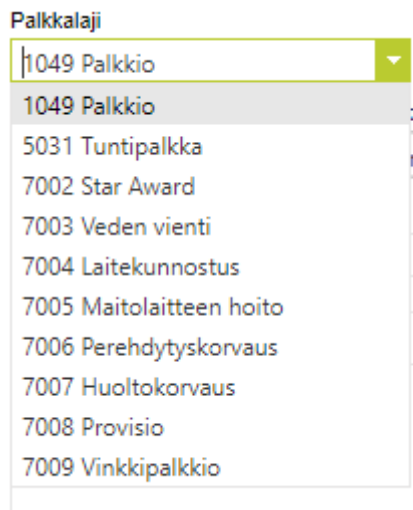 Palkkalaji
1049 Palkkio
1049 Palkkio
5031 Tuntipalkka
7002 Star Award
7003 Veden vienti
7004 Laitekunnostus
7005 Maitolaitteen hoito
7006 Perehdytyskorvaus
7007 Huoltokorvaus
7008 Provisio
7009 Vinkkipalkkio